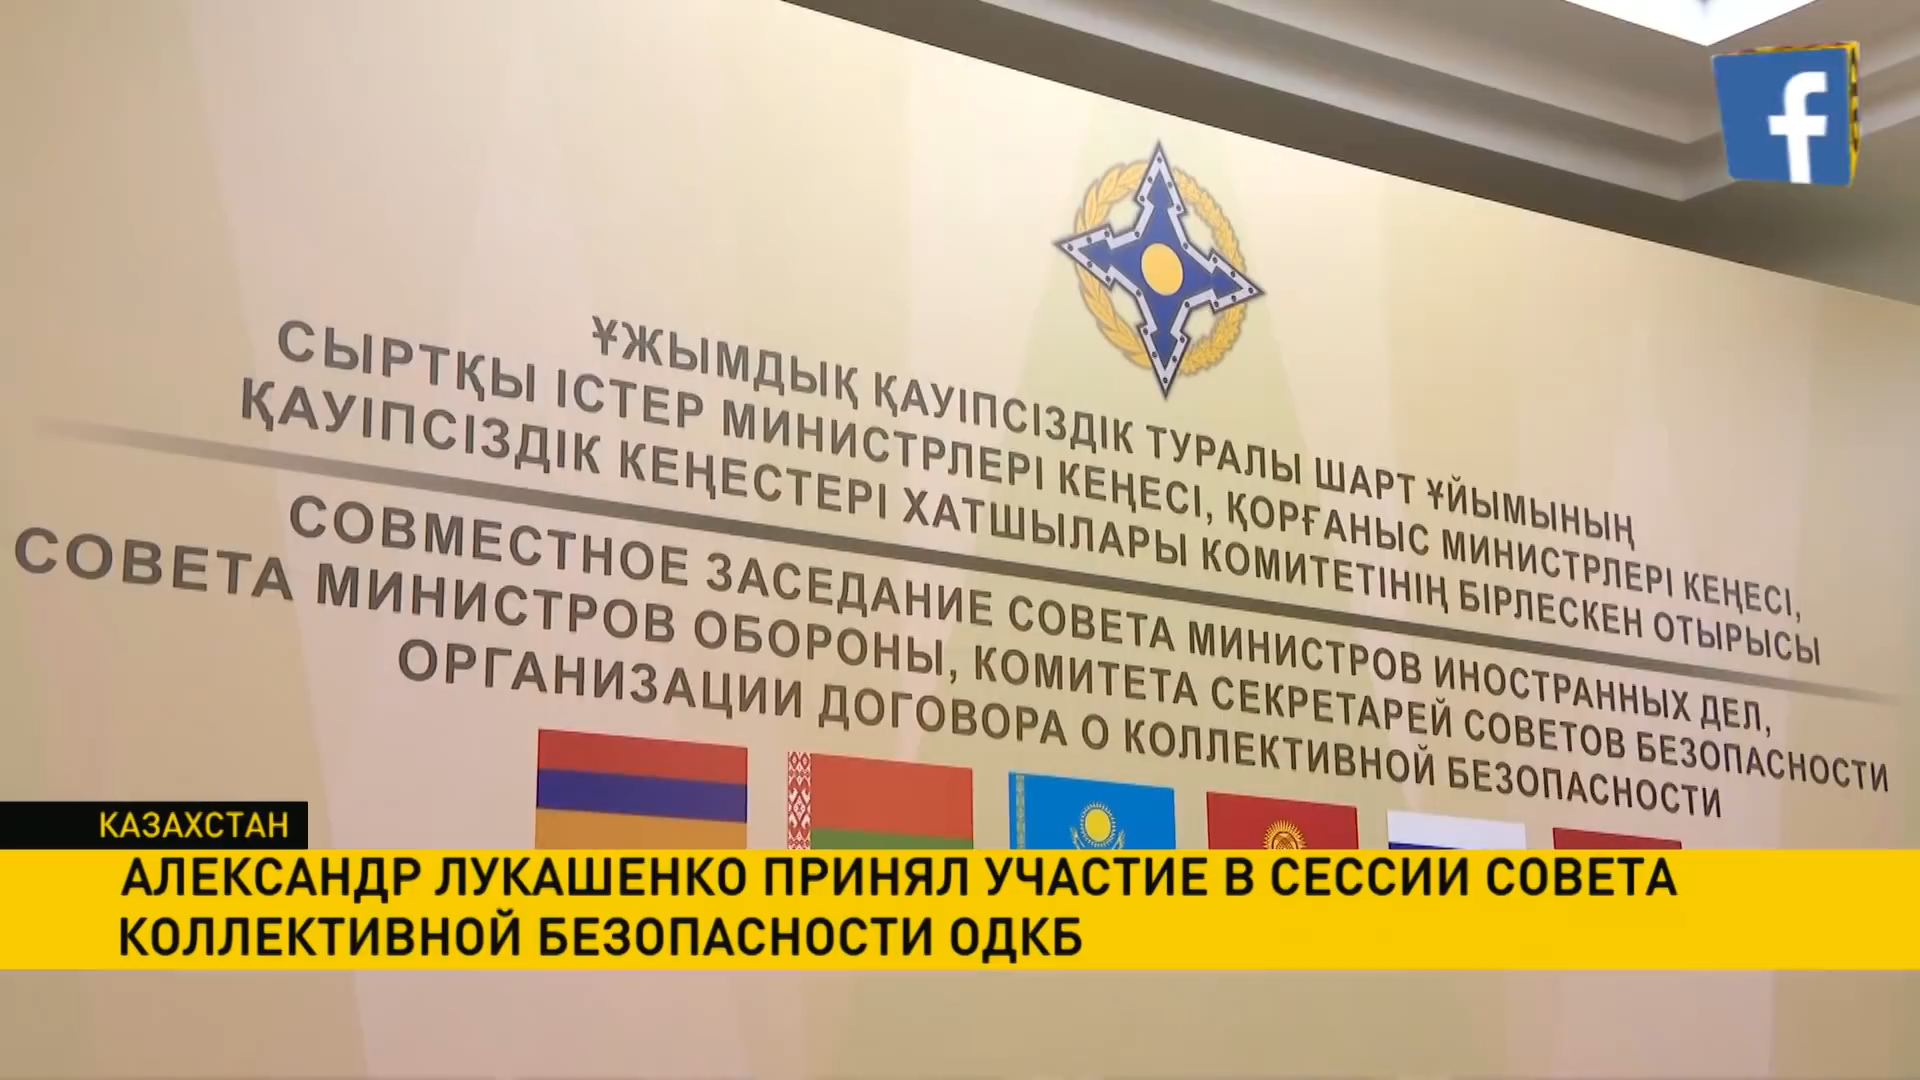 ҰЖЫМДЫҚ ҚАУІПСІЗДІК ТУРАЛЫ ШАРТ ҰЙЫМЫНЫҢ
СЫРТҚЫ ІСТЕР МИНИСТРЛЕРІ КЕҢЕСІ, ҚОРҒАНЫС МИНИСТРЛЕРІ КЕҢЕСІ,
ҚАУІПСІЗДІК КЕҢЕСТЕРІ ХАТШЫЛАРЫ КОМИТЕТІНІҢ БІРЛЕСКЕН ОТЫРЫСЫ
СОВМЕСТНОЕ ЗАСЕДАНИЕ СОВЕТА МИНИСТРОВ ИНОСТРАННЫХ ДЕЛ,
СОВЕТА МИНИСТРОВ ОБОРОНЫ, КОМИТЕТА СЕКРЕТАРЕЙ СОВЕТОВ БЕЗОПАСНОСТИ
ОРГАНИЗАЦИИ ДОГОВОРА О КОЛЛЕКТИВНОЙ БЕЗОПАСНОСТИ
КАЗАХСТАН
АЛЕКСАНДР ЛУКАШЕНКО ПРИНЯЛ УЧАСТИЕ В СЕССИИ СОВЕТА
КОЛЛЕКТИВНОЙ БЕЗОПАСНОСТИ ОДКБ